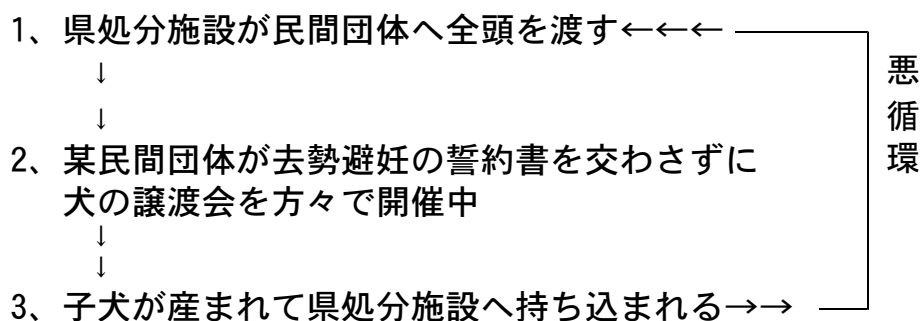 1、県処分施設が民間団体へ全頭を渡す←←←
↓
↓
2、某民間団体が去勢避妊の誓約書を交わさずに
犬の譲渡会を方々で開催中
↓
↓
3、子犬が産まれて県処分施設へ持ち込まれる→→
悪循環